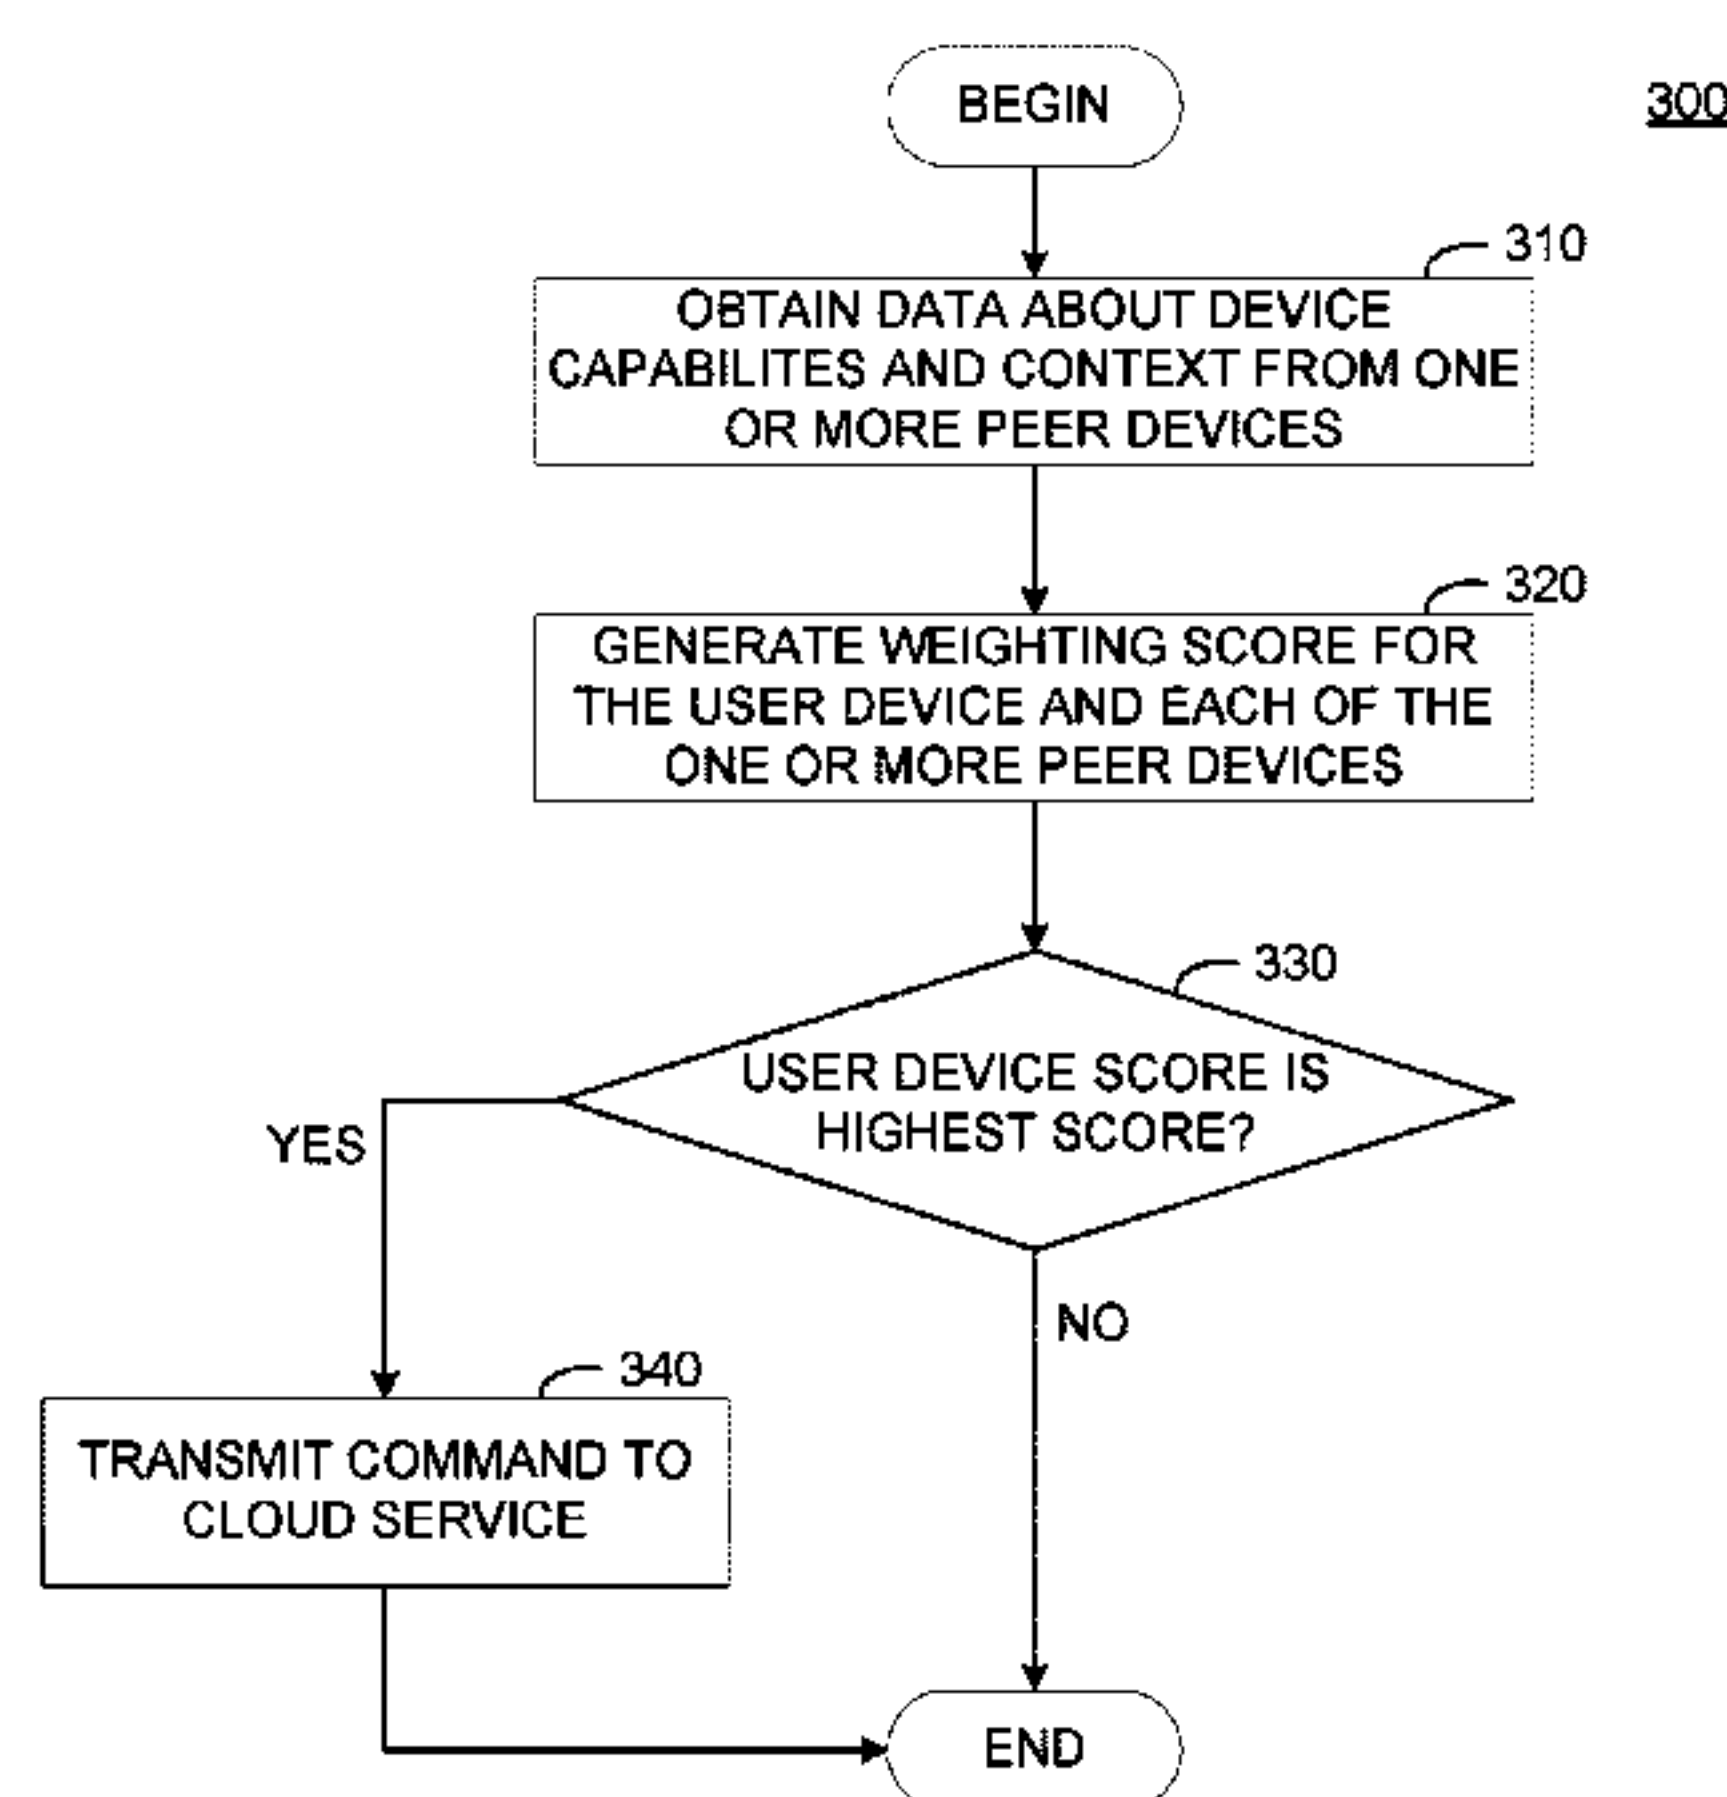 BEGIN
300
310
OBTAIN DATA ABOUT DEVICE
CAPABILITES AND CONTEXT FROM ONE
OR MORE PEER DEVICES
320
GENERATE WEIGHTING SCORE FOR
THE USER DEVICE AND EACH OF THE
ONE OR MORE PEER DEVICES
330
USER DEVICE SCORE IS
HIGHEST SCORE?
YES
NO
340
TRANSMIT COMMAND TO
CLOUD SERVICE
END